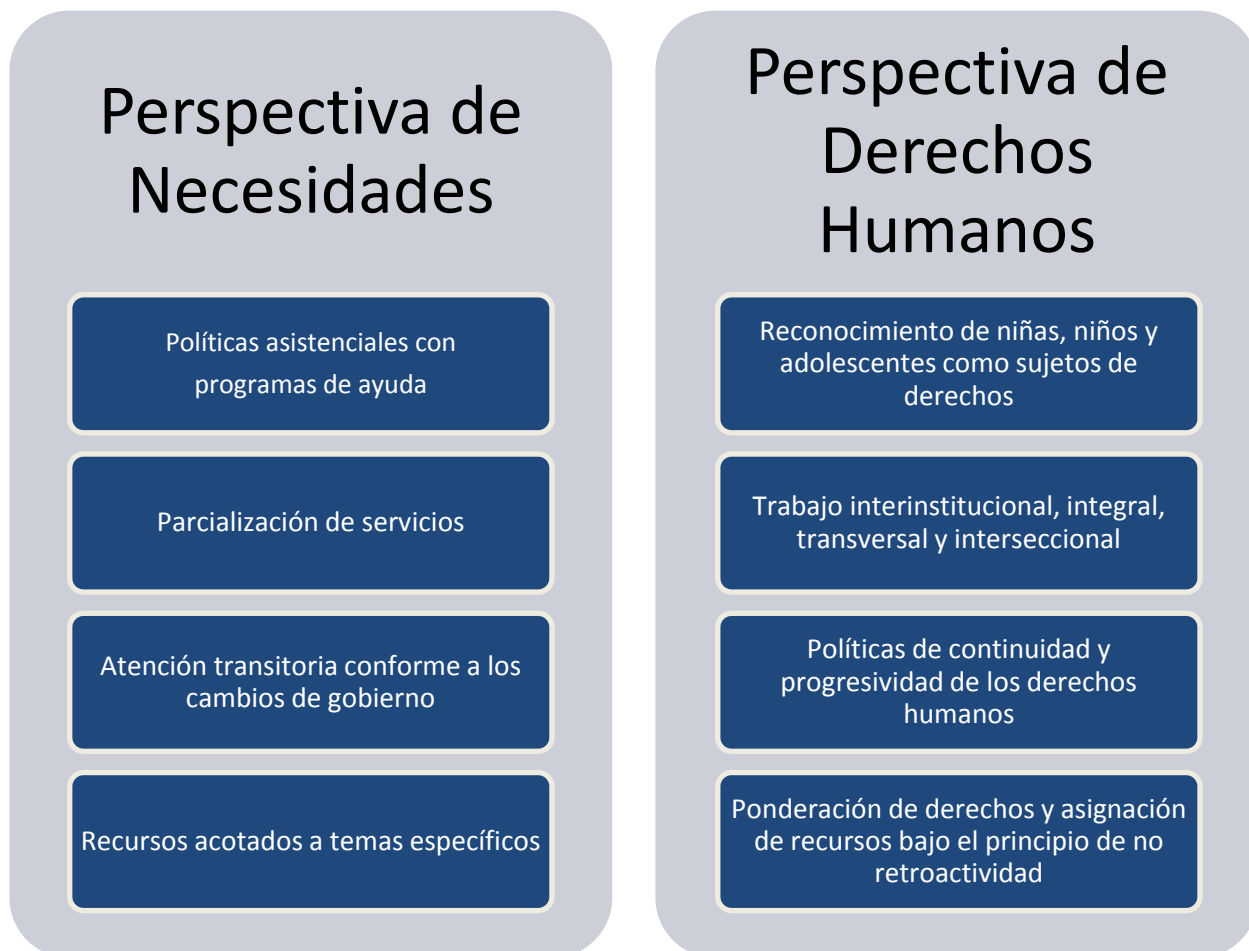 Perspectiva de
Necesidades
Políticas asistenciales con
programas de ayuda
Parcialización de servicios
Atención transitoria conforme a los
cambios de gobierno
Recursos acotados a temas específicos
Perspectiva de
Derechos
Humanos
Reconocimiento de niñas, niños y
adolescentes como sujetos de
derechos
Trabajo interinstitucional, integral,
transversal y interseccional
Políticas de continuidad y
progresividad de los derechos
humanos
Ponderación de derechos y asignación
de recursos bajo el principio de no
retroactividad